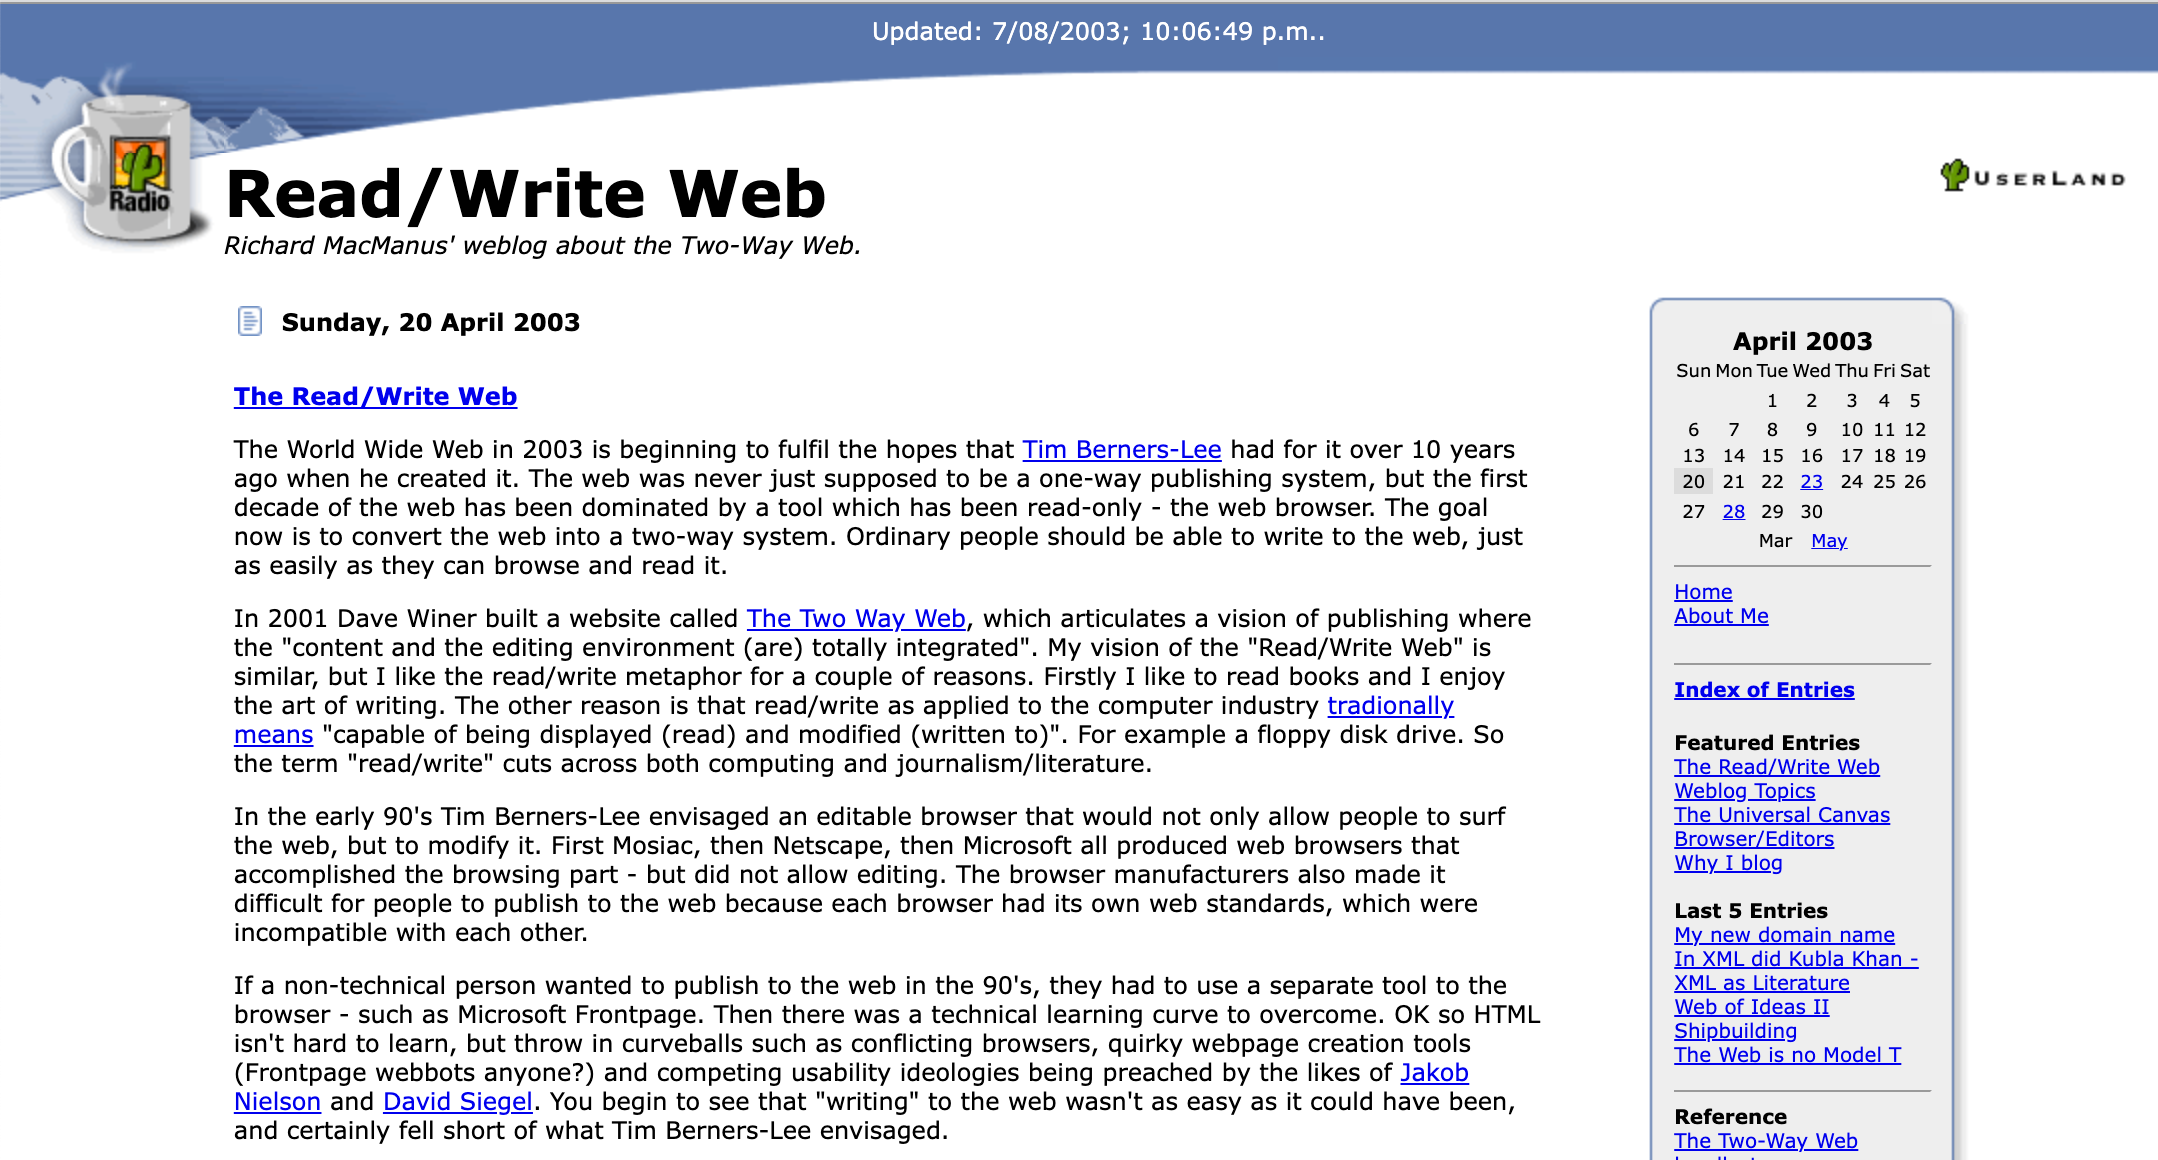 Updated: 7/08/2003; 10:06:49 p.m..
Radio
Read/Write Web
Richard MacManus' weblog about the Two-Way Web.
USERLAND
Sunday, 20 April 2003
The Read/Write Web
The World Wide Web in 2003 is beginning to fulfil the hopes that Tim Berners-Lee had for it over 10 years
ago when he created it. The web was never just supposed to be a one-way publishing system, but the first
decade of the web has been dominated by a tool which has been read-only - the web browser. The goal
now is to convert the web into a two-way system. Ordinary people should be able to write to the web, just
as easily as they can browse and read it.
In 2001 Dave Winer built a website called The Two Way Web, which articulates a vision of publishing where
the "content and the editing environment (are) totally integrated". My vision of the "Read/Write Web" is
similar, but I like the read/write metaphor for a couple of reasons. Firstly I like to read books and I enjoy
the art of writing. The other reason is that read/write as applied to the computer industry tradionally
means "capable of being displayed (read) and modified (written to)". For example a floppy disk drive. So
the term "read/write" cuts across both computing and journalism/literature.
In the early 90's Tim Berners-Lee envisaged an editable browser that would not only allow people to surf
the web, but to modify it. First Mosiac, then Netscape, then Microsoft all produced web browsers that
accomplished the browsing part - but did not allow editing. The browser manufacturers also made it
difficult for people to publish to the web because each browser had its own web standards, which were
incompatible with each other.
If a non-technical person wanted to publish to the web in the 90's, they had to use a separate tool to the
browser - such as Microsoft Frontpage. Then there was a technical learning curve to overcome. OK so HTML
isn't hard to learn, but throw in curveballs such as conflicting browsers, quirky webpage creation tools
(Frontpage webbots anyone?) and competing usability ideologies being preached by the likes of Jakob
Nielson and David Siegel. You begin to see that "writing" to the web wasn't as easy as it could have been,
and certainly fell short of what Tim Berners-Lee envisaged.
April 2003
Sun Mon Tue Wed Thu Fri Sat
1 2 3 4 5
6 7 8 9 10 11 12
13 14 15 16 17 18 19
20 21 22 23 24 25 26
27 28 29 30
Mar May
Home
About Me
Index of Entries
Featured Entries
The Read/Write Web
Weblog Topics
The Universal Canvas
Browser/Editors
Why I blog
Last 5 Entries
My new domain name
In XML did Kubla Khan -
XML as Literature
Web of Ideas II
Shipbuilding
The Web is no Model T
Reference
The Two-Way Web